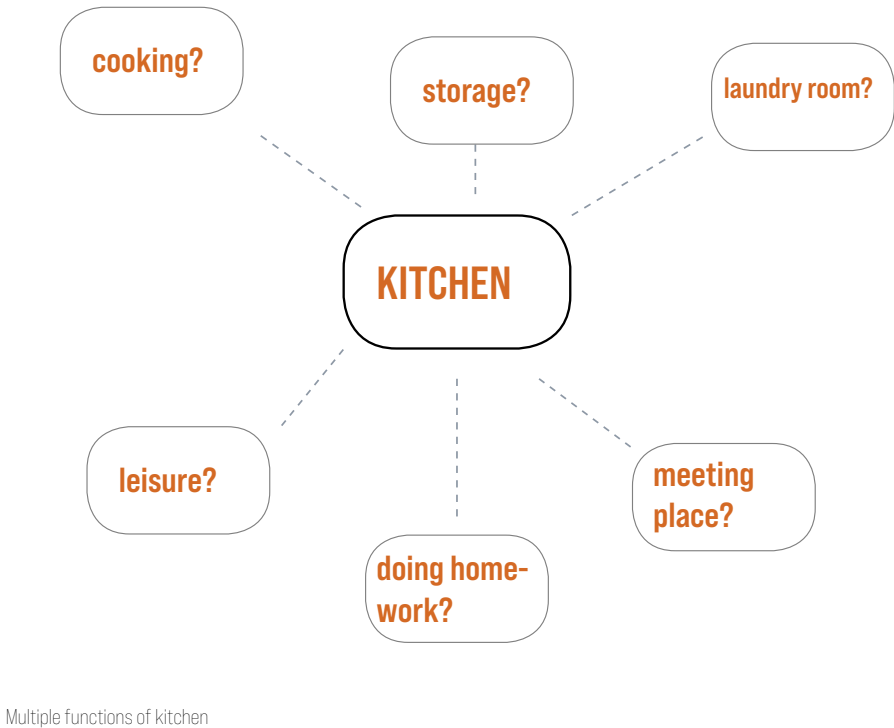 cooking?
storage?
laundry room?
KITCHEN
leisure?
meeting
place?
doing home-
work?
Multiple functions of kitchen